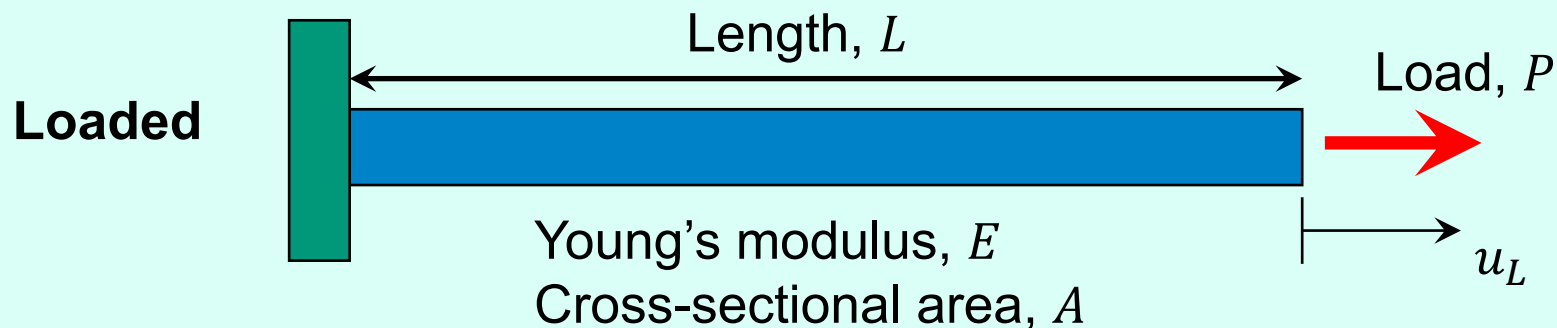 Length, L
Loaded
Load, P
Young’s modulus, E
u_L
Cross-sectional area, A